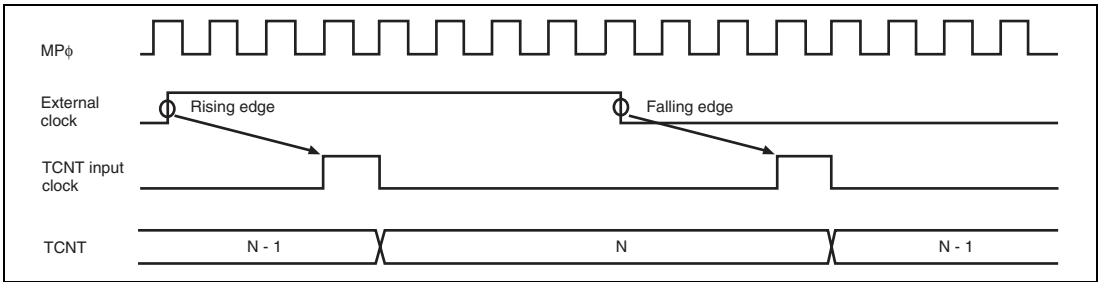 MPφ
External
clock
Rising edge
Falling edge
TCNT input
clock
TCNT
N - 1
N
N - 1